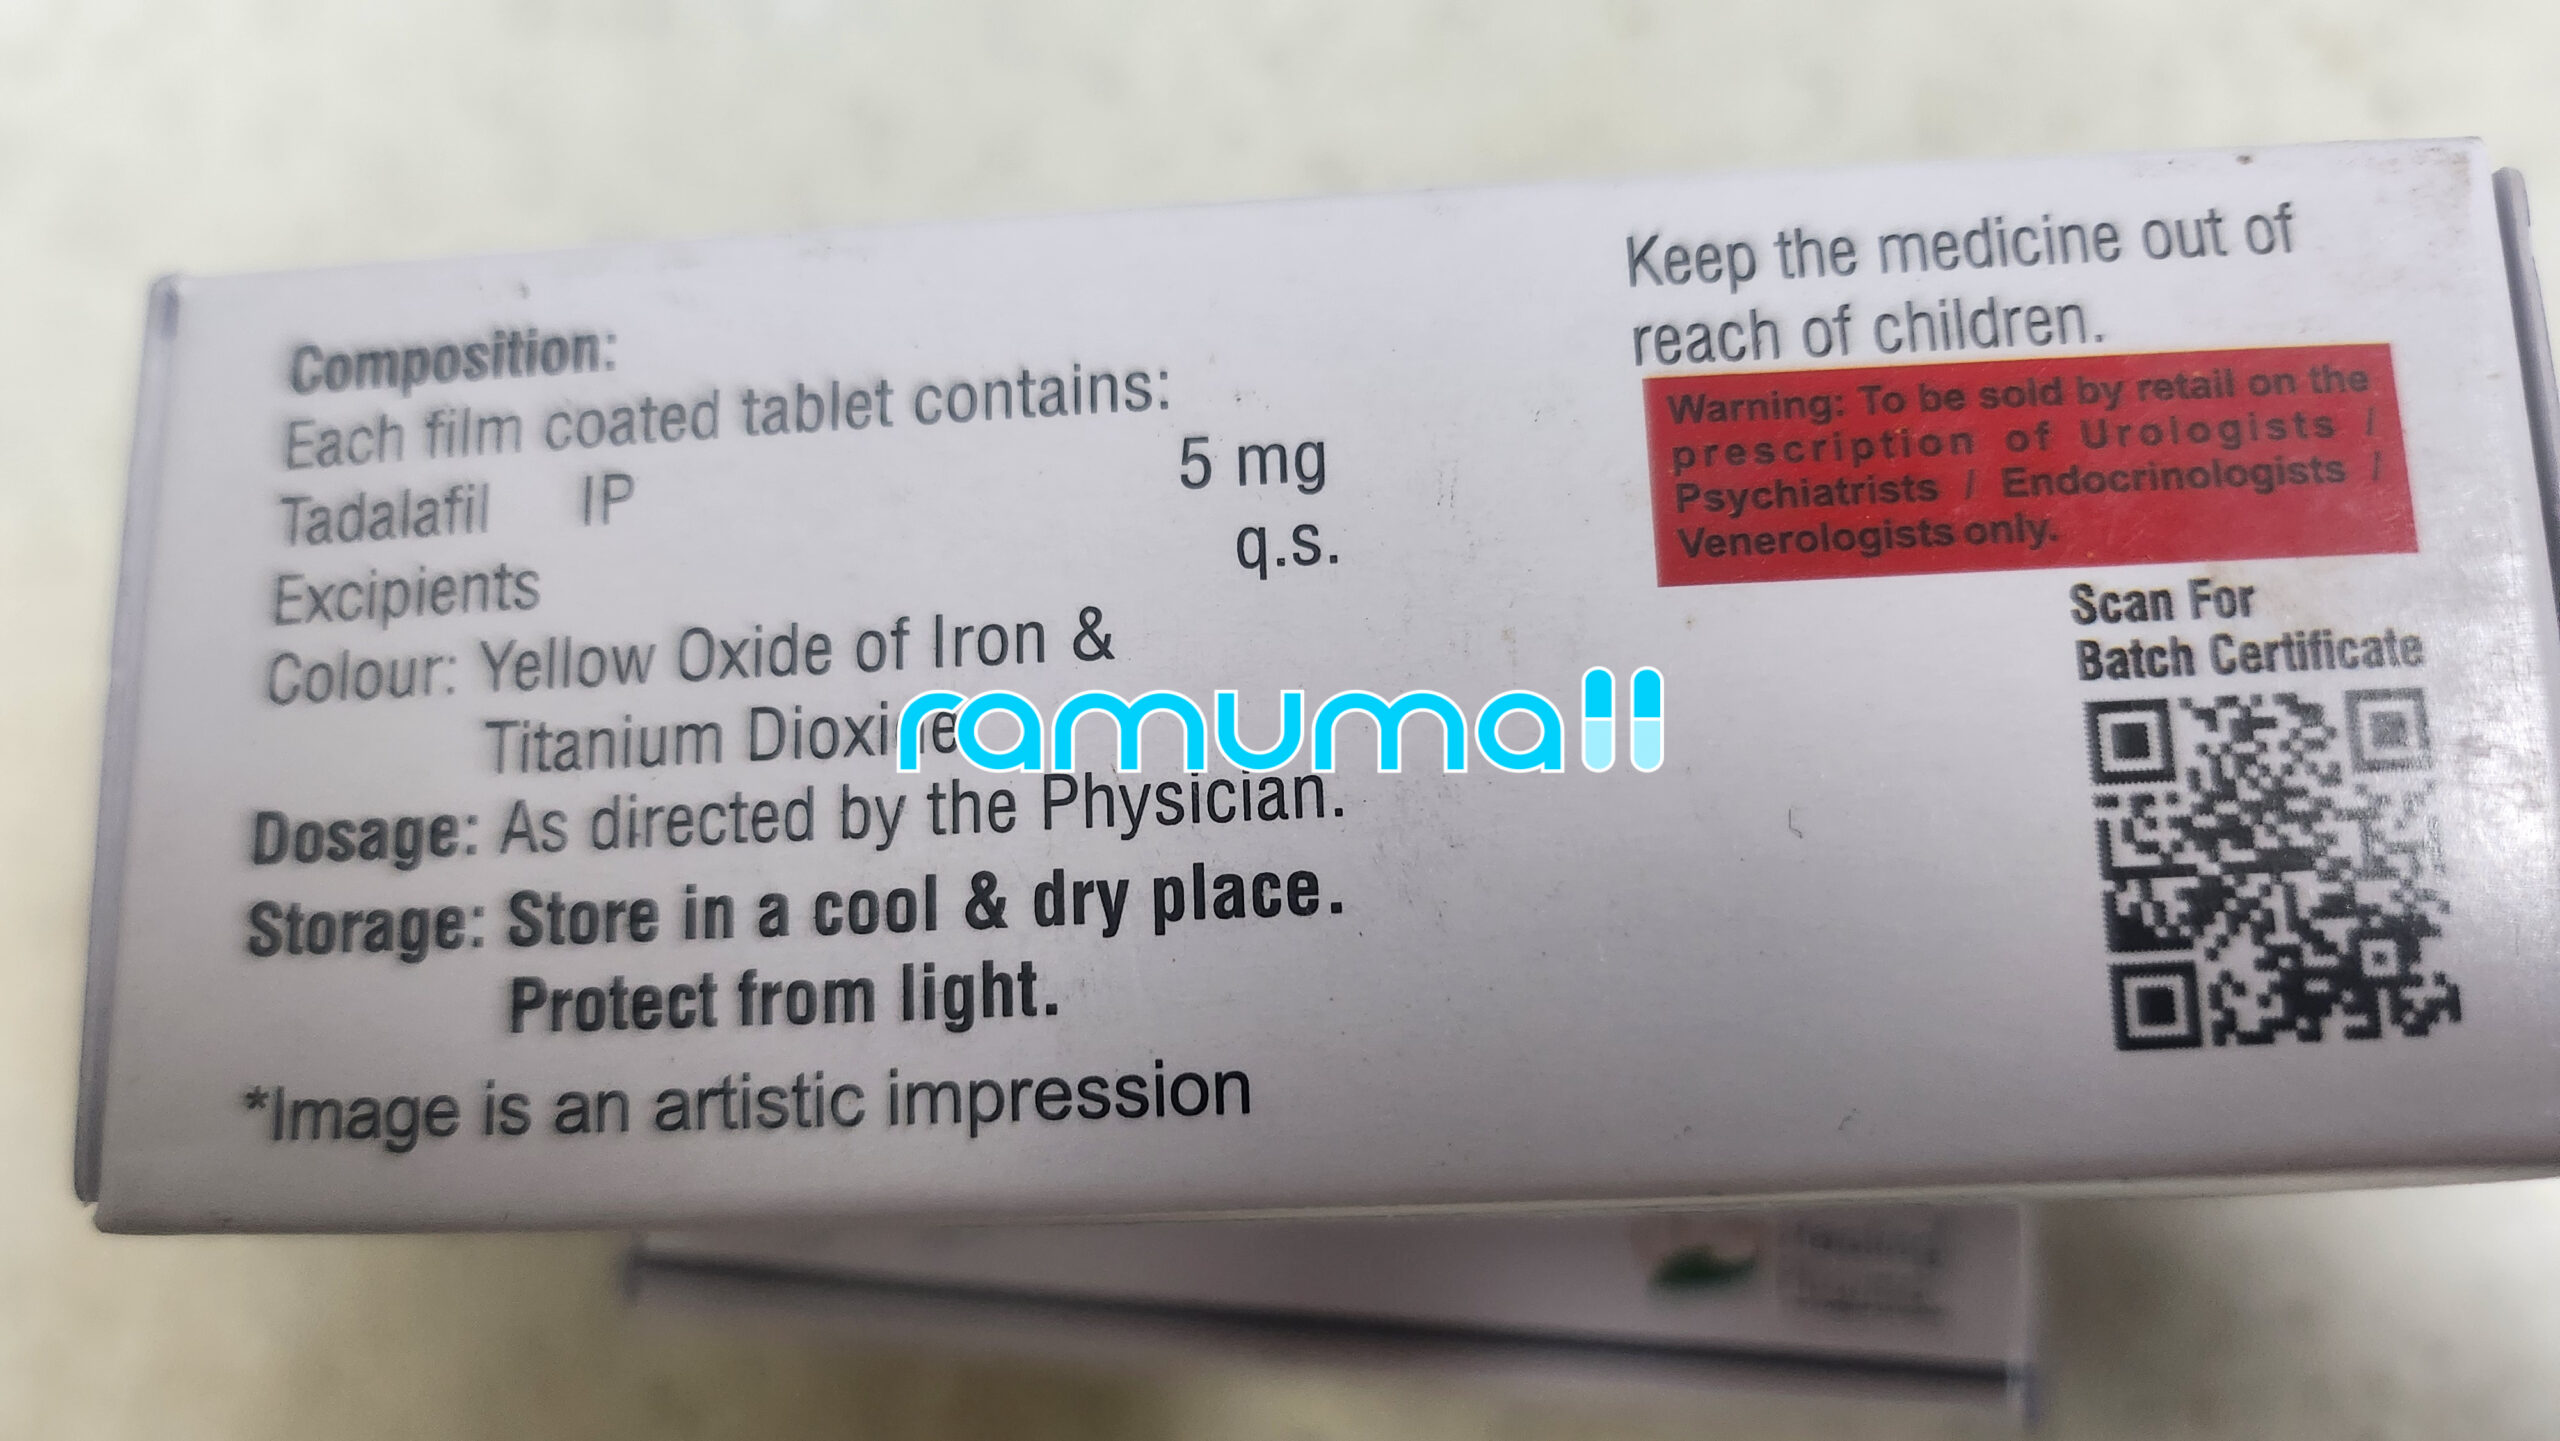 Composition:
Each film coated tablet contains:
Tadalafil IP 5 mg
Excipients q.s.
Colour: Yellow Oxide of Iron &
Titanium Dioxide
Dosage: As directed by the Physician.
Storage: Store in a cool & dry place.
Protect from light.
*Image is an artistic impression
Keep the medicine out of
reach of children.
Warning: To be sold by retail on the
prescription of Urologists /
Psychiatrists / Endocrinologists /
Venerologists only.
Scan For
Batch Certificate
ramumall